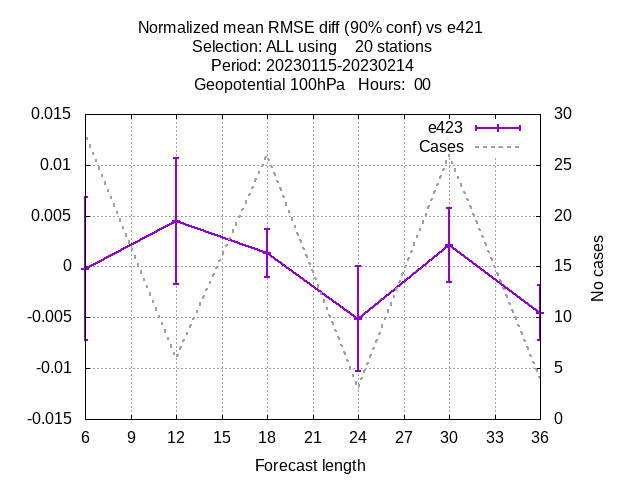 Normalized mean RMSE diff (90% conf) vs e421
Selection: ALL using    20 stations
Period: 20230115-20230214
Geopotential 100hPa   Hours:  00
0.015
0.01
0.005
0
-0.005
-0.01
-0.015
30
25
20
15
10
5
0
e423
Cases
No cases
6 9 12 15 18 21 24 27 30 33 36
Forecast length